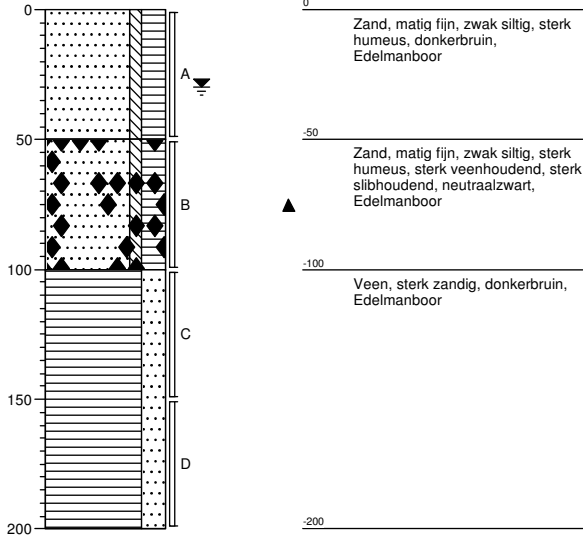 0
50
100
150
200
A
B
C
D
0
Zand, matig fijn, zwak siltig, sterk
humeus, donkerbruin,
Edelmanboor
-50
Zand, matig fijn, zwak siltig, sterk
humeus, sterk veenhoudend, sterk
slibhoudend, neutraalzwart,
Edelmanboor
-100
Veen, sterk zandig, donkerbruin,
Edelmanboor
-200